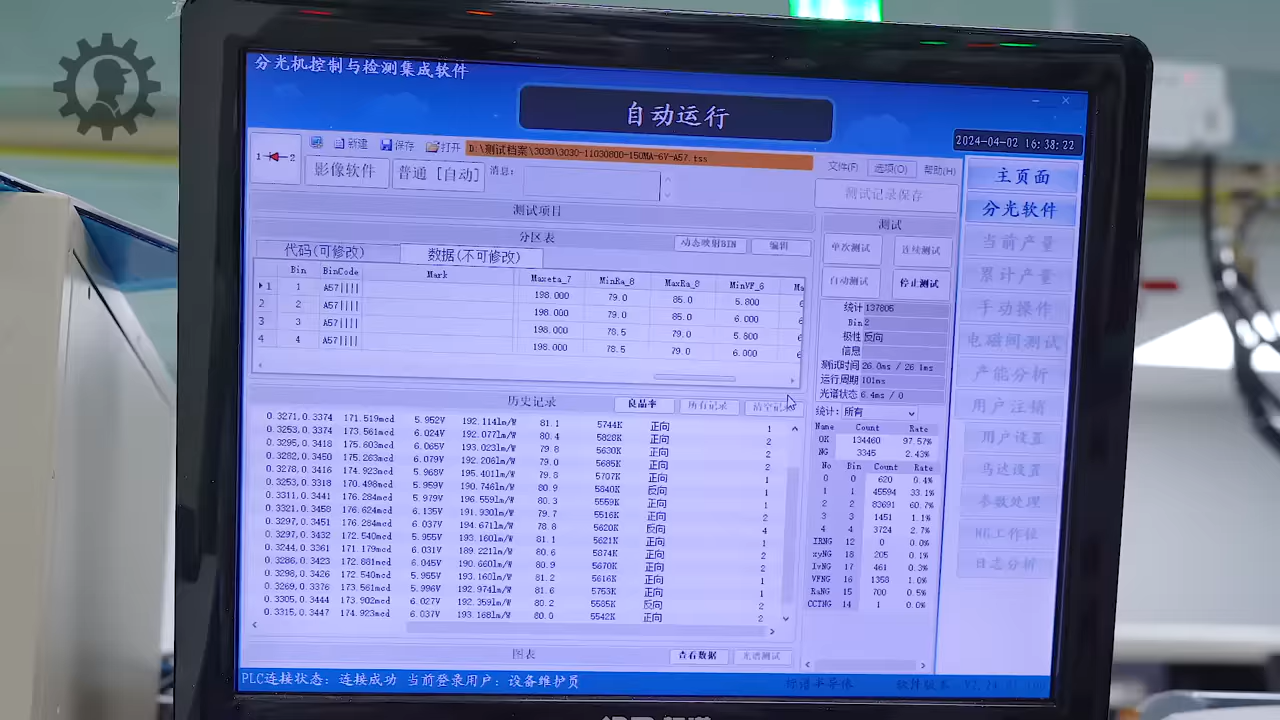 分光机控制与检测集成软件
自动运行
2024-04-02 16:38:22
1 2
新建 保存 打开 D:\测试档案\3030\3030-11030800-150MA-6V-A57.tss
文件(F) 选项(O) 帮助(H)
影像软件 普通 [自动] 消息:
测试记录保存
测试项目
分区表 动态映射BIN 编辑
代码(可修改) 数据(不可修改)
Bin BinCode Mark Maxeta_7 MinRa_8 MaxRa_8 MinVF_6 Ma
1 1 A57|||| 198.000 79.0 85.0 5.800
2 2 A57|||| 198.000 79.0 85.0 6.000
3 3 A57|||| 198.000 78.5 79.0 5.800
4 4 A57|||| 198.000 78.5 79.0 6.000
历史记录 良品率 所有记录 清空记录
0.3271,0.3374 171.519mcd 5.952V 192.114lm/W 81.1 5744K 正向 1
0.3253,0.3374 173.561mcd 6.024V 192.077lm/W 80.4 5828K 正向 2
0.3295,0.3413 175.603mcd 6.065V 193.023lm/W 79.8 5630K 正向 2
0.3282,0.3450 175.263mcd 6.079V 192.206lm/W 79.0 5685K 正向 2
0.3278,0.3416 174.923mcd 5.968V 195.401lm/W 79.8 5707K 正向 1
0.3253,0.3318 170.498mcd 5.959V 190.746lm/W 80.9 5840K 反向 1
0.3311,0.3441 176.284mcd 5.979V 196.559lm/W 80.3 5559K 正向 1
0.3321,0.3458 176.624mcd 6.135V 191.930lm/W 79.7 5516K 正向 2
0.3297,0.3451 176.284mcd 6.037V 194.671lm/W 78.8 5620K 反向 4
0.3297,0.3432 172.540mcd 5.955V 193.160lm/W 81.1 5621K 正向 1
0.3244,0.3361 171.179mcd 6.031V 189.221lm/W 80.6 5874K 正向 2
0.3286,0.3423 172.881mcd 6.045V 190.660lm/W 80.9 5670K 正向 2
0.3298,0.3426 172.540mcd 5.955V 193.160lm/W 81.2 5616K 正向 1
0.3269,0.3376 173.561mcd 5.996V 192.974lm/W 81.6 5753K 正向 1
0.3305,0.3444 173.902mcd 6.027V 192.359lm/W 80.2 5585K 反向 2
0.3315,0.3447 174.923mcd 6.037V 193.168lm/W 80.0 5542K 正向 2
图表 查看数据 光谱测试
测试
单次测试 连续测试
自动测试 停止测试
统计 137805
Bin 2
极性 反向
信息
测试时间 26.0ms / 26.1ms
运行周期 101ms
光谱状态 6.4ms / 0
统计: 所有
Name Count Rate
OK 134460 97.57%
NG 3345 2.43%
No Bin Count Rate
0 0 620 0.4%
1 1 45594 33.1%
2 2 83691 60.7%
3 3 1451 1.1%
4 4 3724 2.7%
IRNG 12 0 0.0%
xyNG 18 205 0.1%
IvNG 17 461 0.3%
VFNG 16 1358 1.0%
RaNG 15 700 0.5%
CCTNG 14 1 0.0%
主页面
分光软件
当前产量
累计产量
手动操作
电磁阀测试
产能分析
用户注销
用户设置
马达设置
参数处理
NG工作位
日志分析
PLC连接状态: 连接成功 当前登录用户: 设备维护员